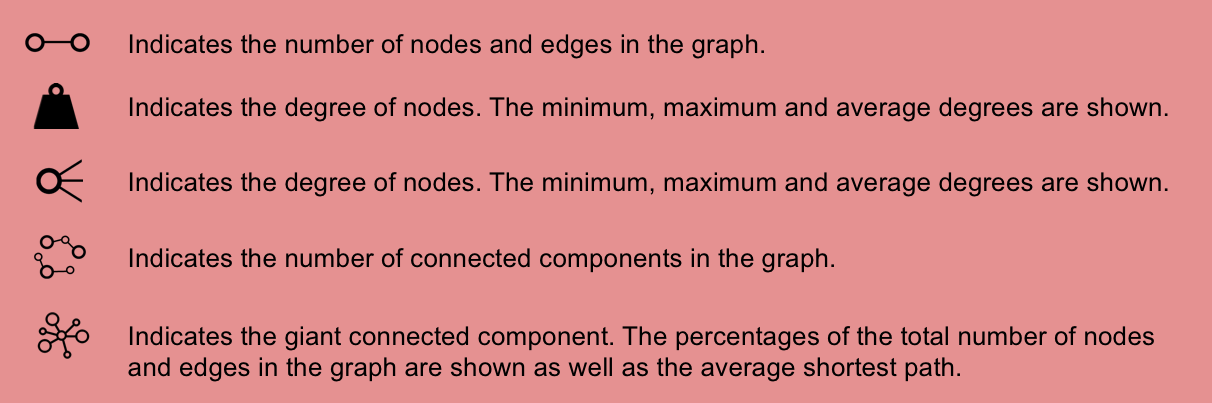 Indicates the number of nodes and edges in the graph.
Indicates the degree of nodes. The minimum, maximum and average degrees are shown.
Indicates the degree of nodes. The minimum, maximum and average degrees are shown.
Indicates the number of connected components in the graph.
Indicates the giant connected component. The percentages of the total number of nodes
and edges in the graph are shown as well as the average shortest path.